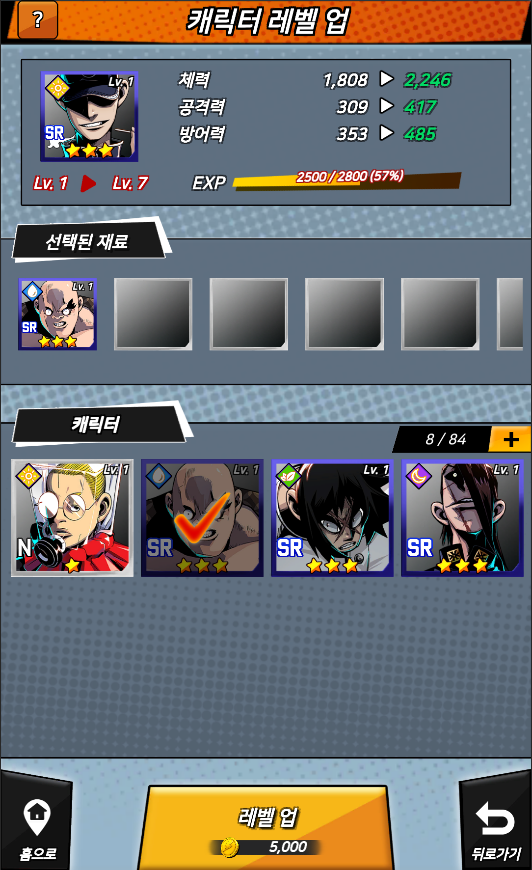 ?
캐릭터 레벨 업
Lv. 1
SR
체력 1,808 2,246
공격력 309 417
방어력 353 485
Lv. 1 Lv. 7 EXP 2500 / 2800 (57%)
선택된 재료
Lv. 1
SR
캐릭터
8 / 84 +
Lv. 1 Lv. 1 Lv. 1 Lv. 1
N SR SR SR
레벨 업
5,000
홈으로
뒤로가기